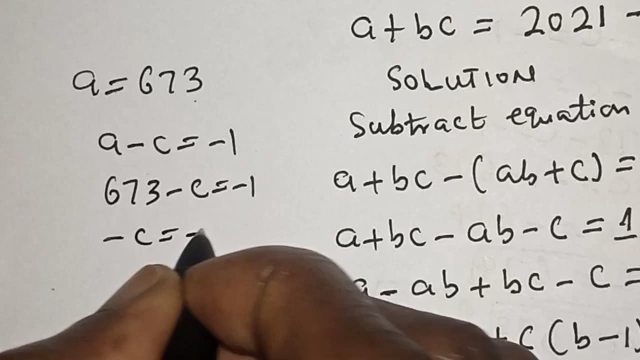 a = 673
a - c = -1
673 - c = -1
- c = -
a + bc = 2021 -
SOLUTION
Subtract equation
a + bc - (ab + c) =
a + bc - ab - c = 1
a - ab + bc - c =
+ c (b - 1)